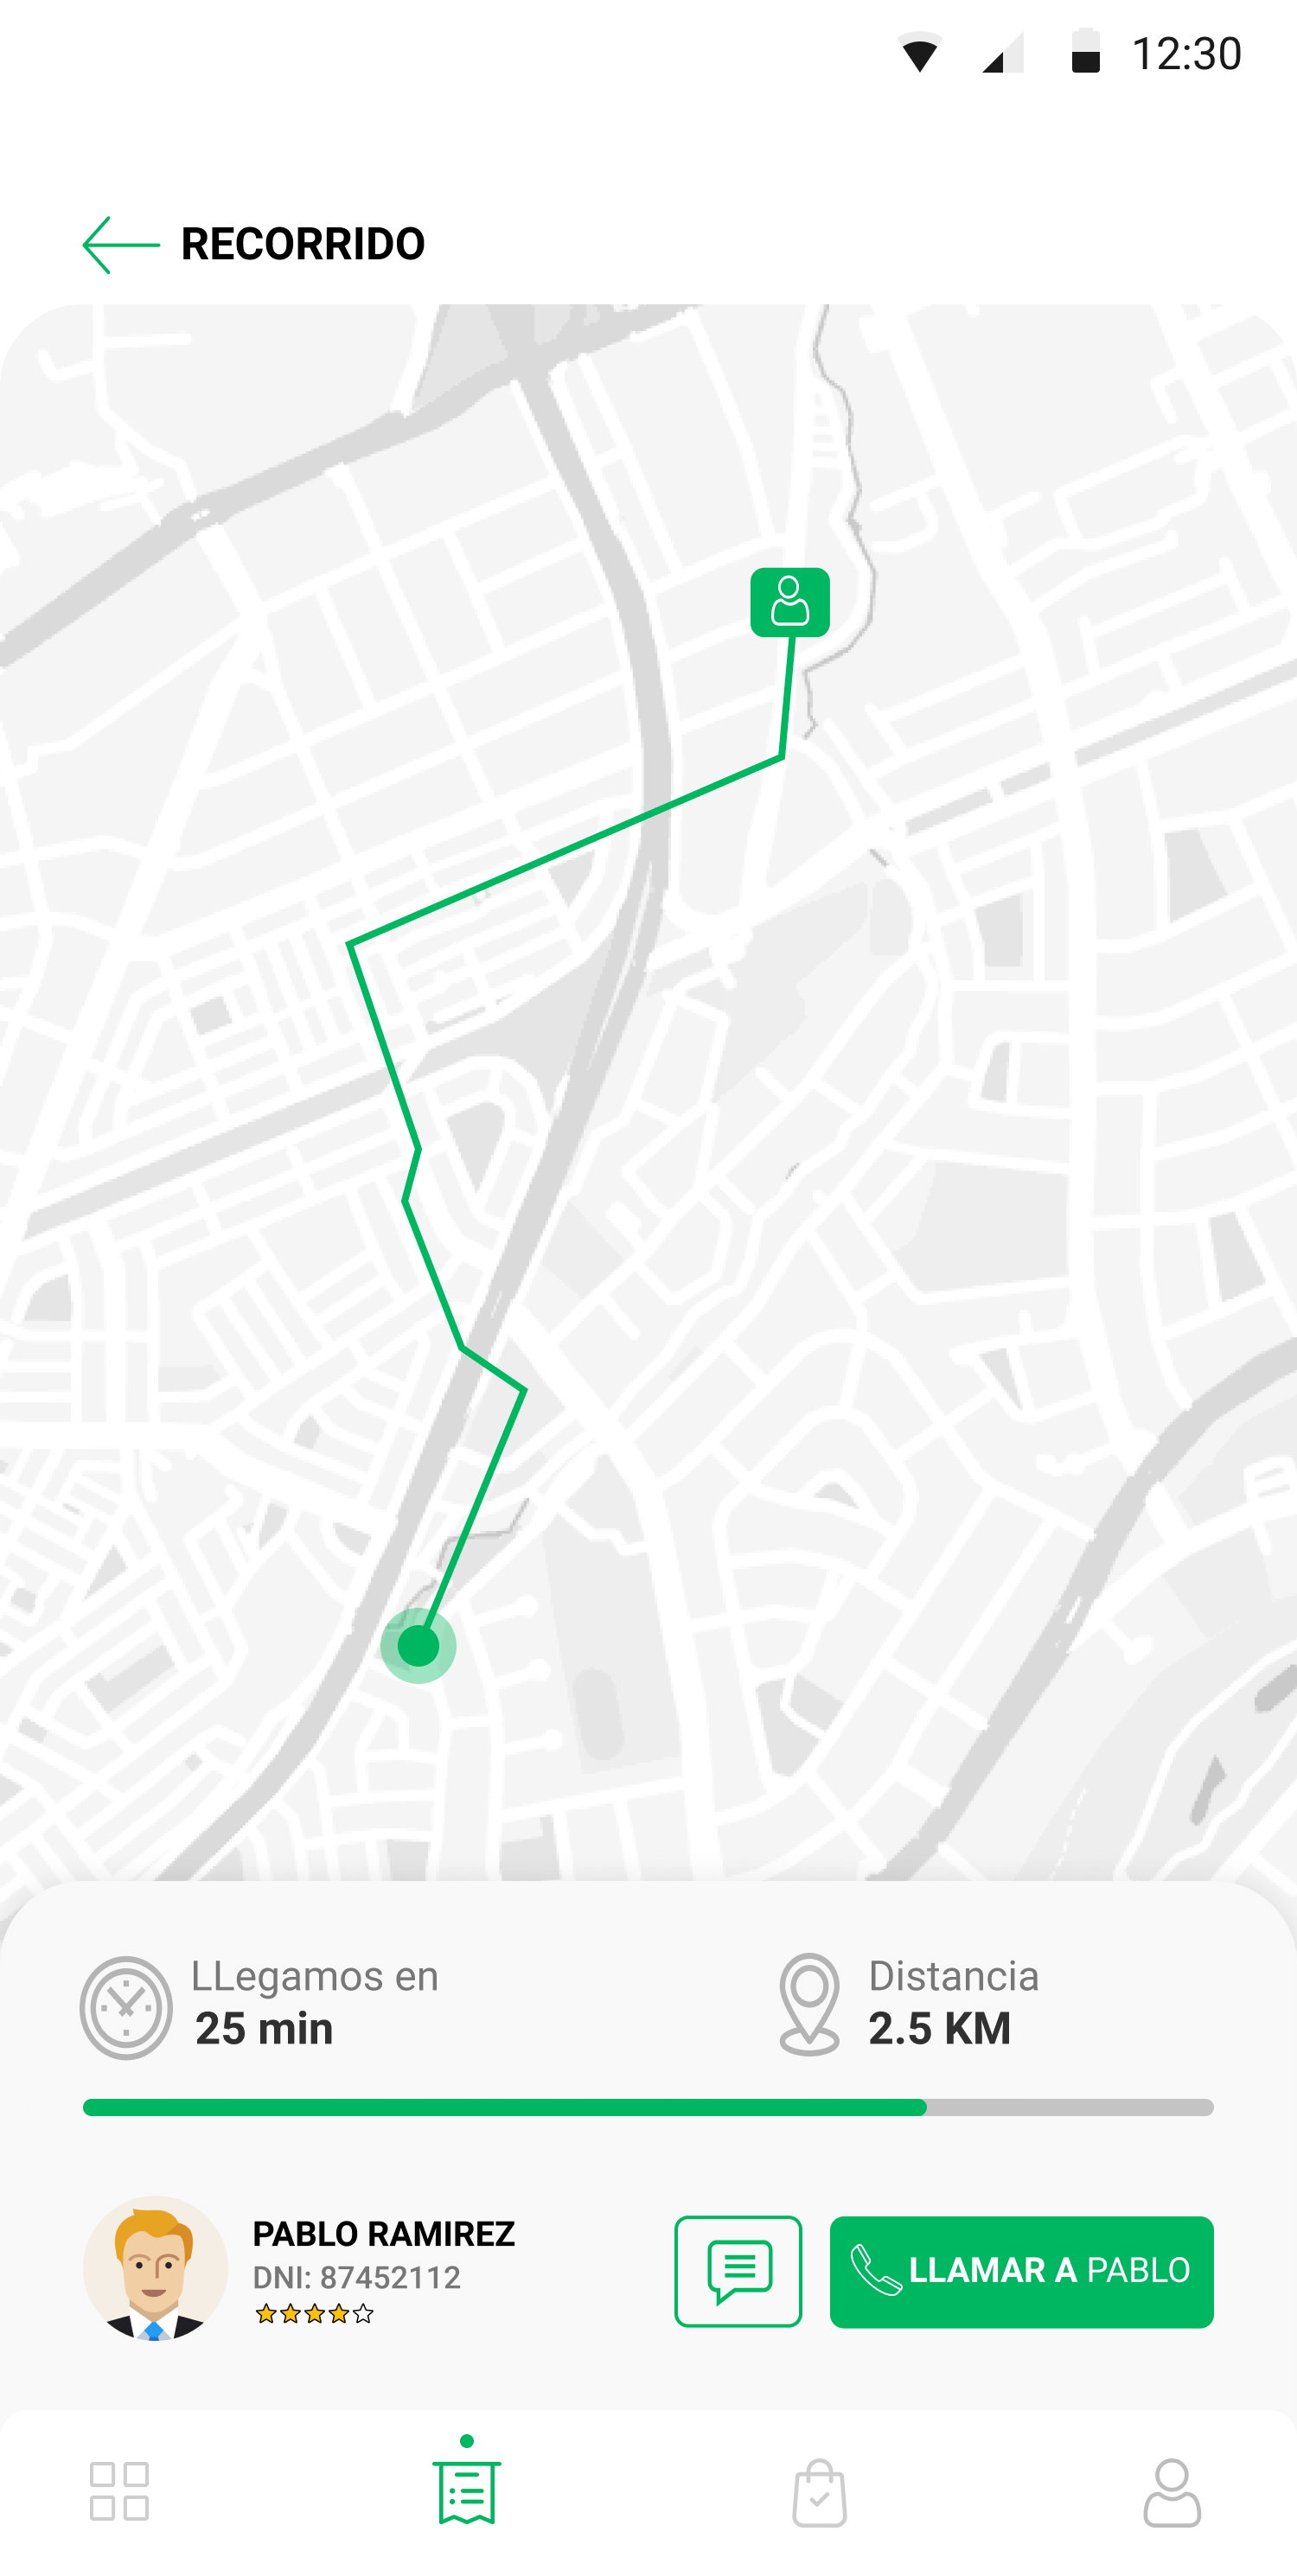 12:30
RECORRIDO
LLegamos en
25 min
Distancia
2.5 KM
PABLO RAMIREZ
DNI: 87452112
LLAMAR A PABLO